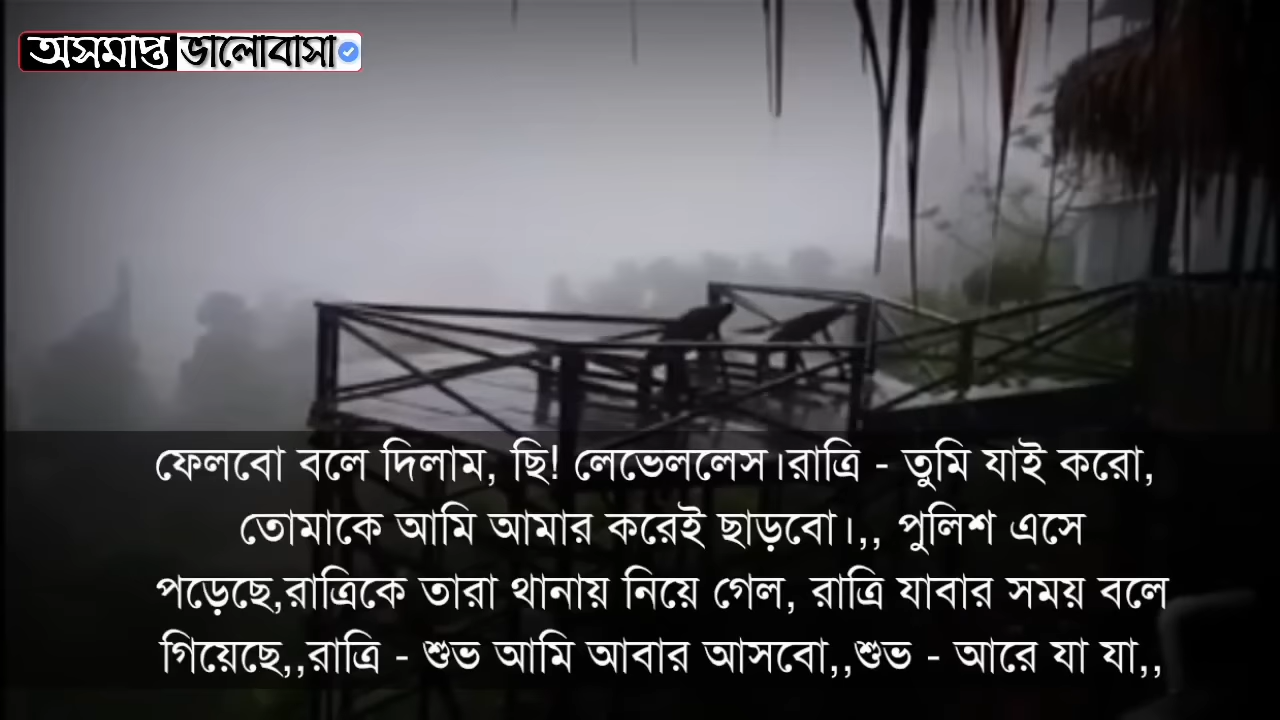 অসমাপ্ত ভালোবাসা
ফেলবো বলে দিলাম, ছি! লেভেললেস।রাত্রি - তুমি যাই করো,
তোমাকে আমি আমার করেই ছাড়বো।,, পুলিশ এসে
পড়েছে,রাত্রিকে তারা থানায় নিয়ে গেল, রাত্রি যাবার সময় বলে
গিয়েছে,,রাত্রি - শুভ আমি আবার আসবো,,শুভ - আরে যা যা,,